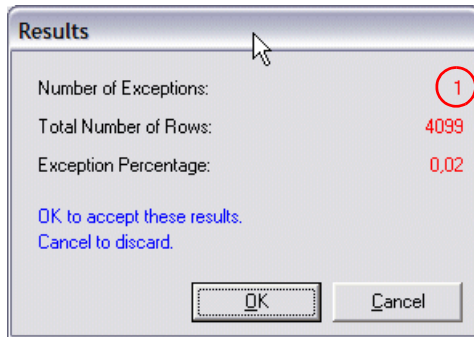 Results
Number of Exceptions: 1
Total Number of Rows: 4099
Exception Percentage: 0,02
OK to accept these results.
Cancel to discard.
OK Cancel